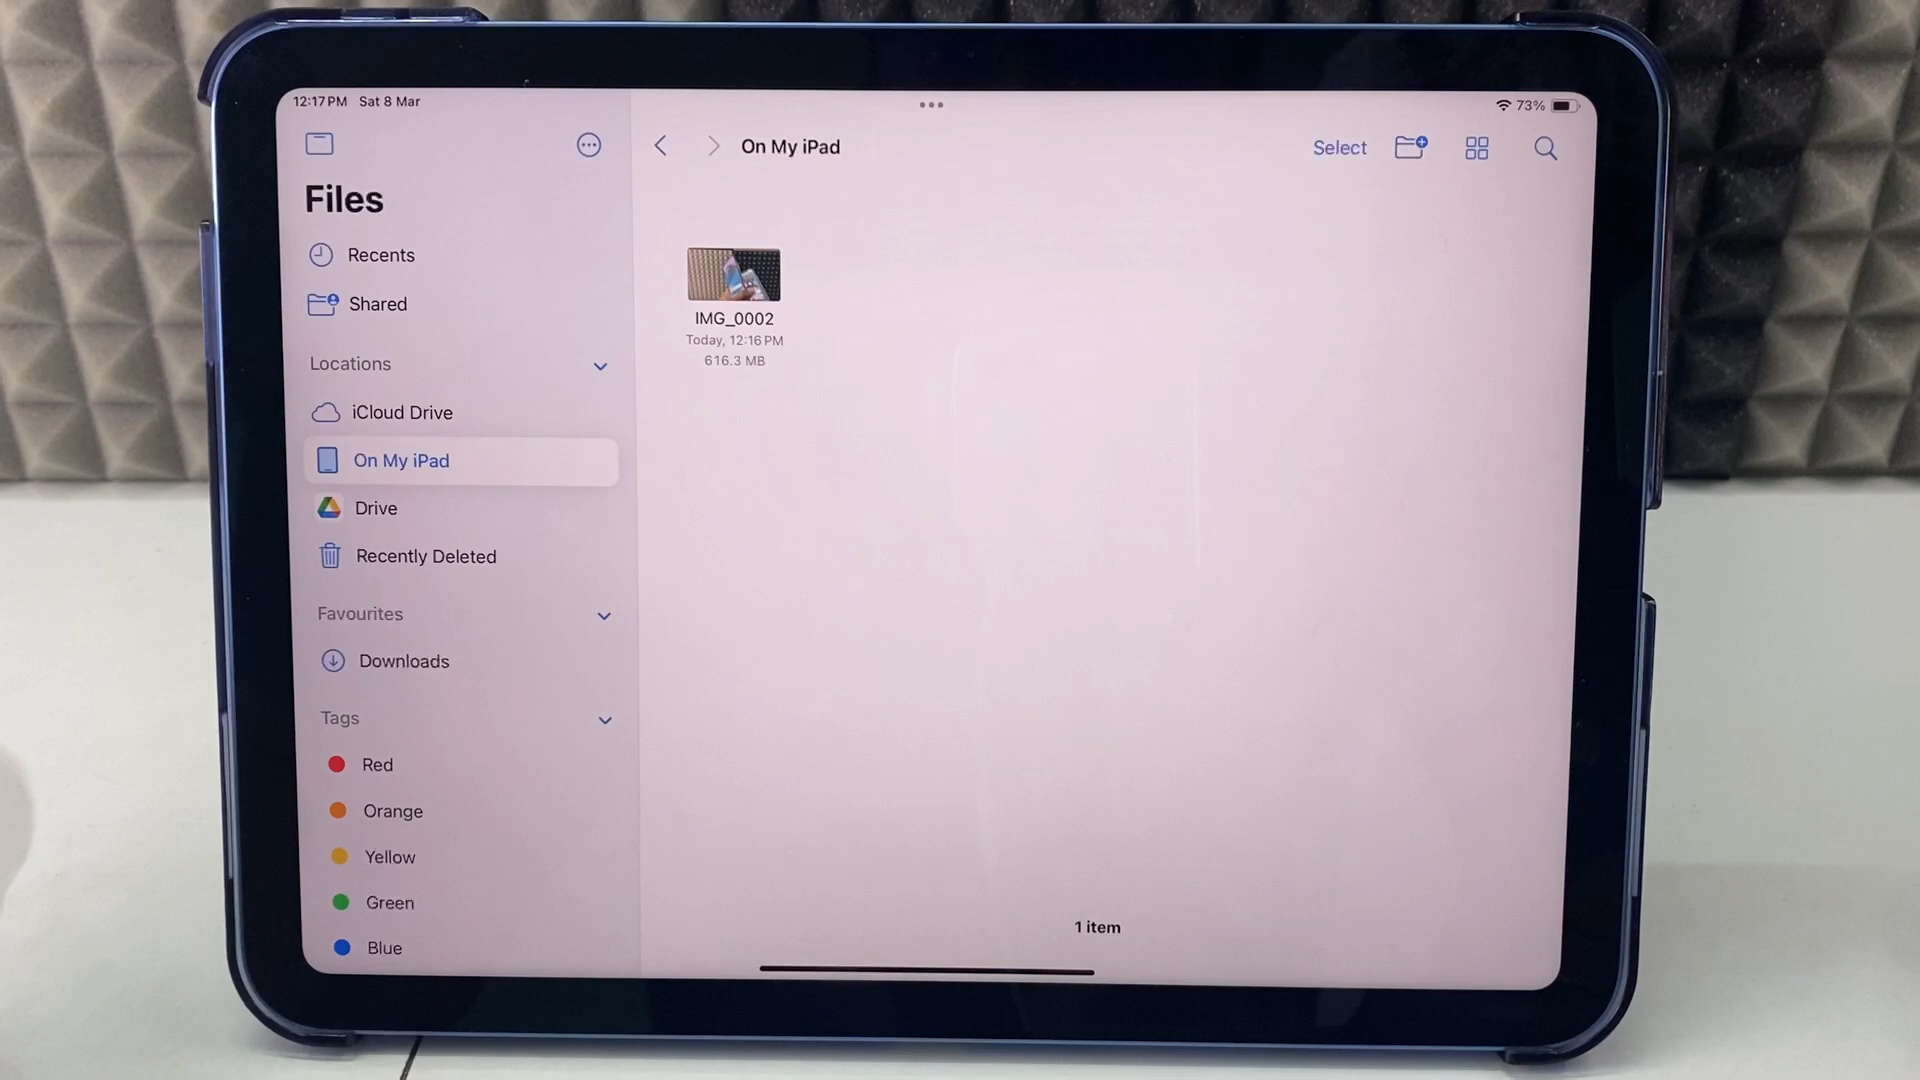 12:17 PM Sat 8 Mar
73%
Files
Recents
Shared
Locations
iCloud Drive
On My iPad
Drive
Recently Deleted
Favourites
Downloads
Tags
Red
Orange
Yellow
Green
Blue
On My iPad
Select
IMG_0002
Today, 12:16 PM
616.3 MB
1 item